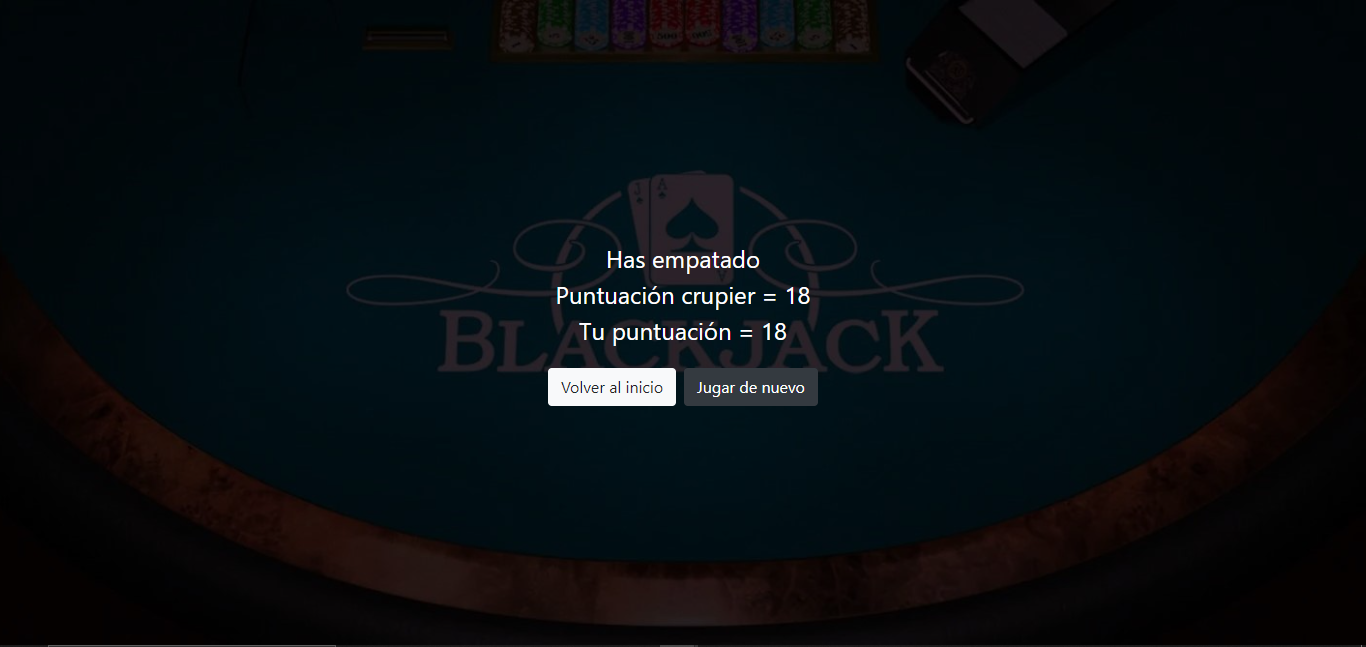 Has empatado
Puntuación crupier = 18
Tu puntuación = 18
BLACKJACK
Volver al inicio
Jugar de nuevo